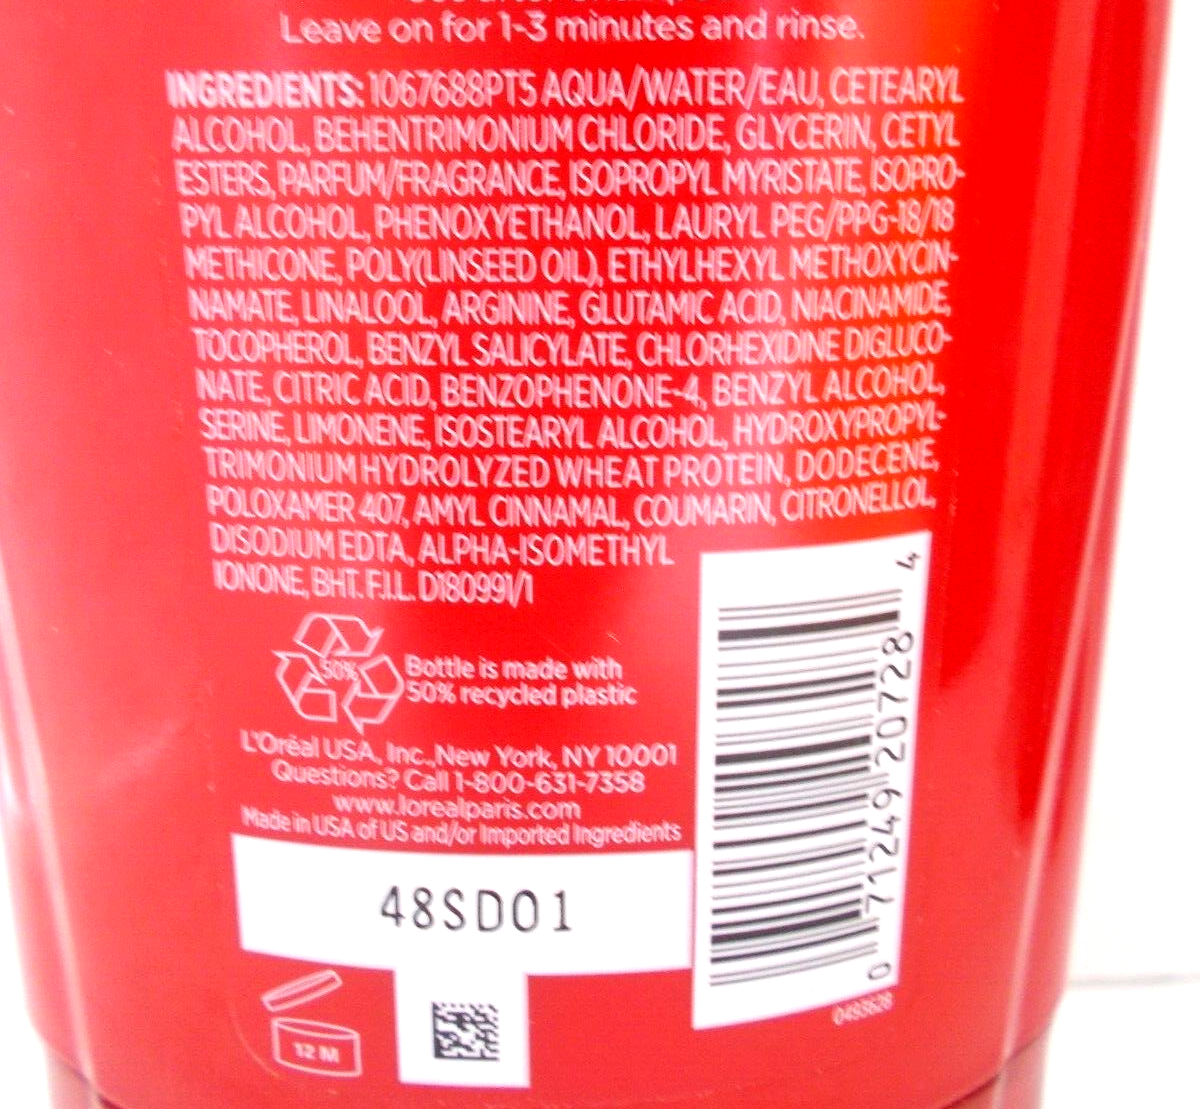 Leave on for 1-3 minutes and rinse.
INGREDIENTS: 1067688PT5 AQUA/WATER/EAU, CETEARYL
ALCOHOL, BEHENTRIMONIUM CHLORIDE, GLYCERIN, CETYL
ESTERS, PARFUM/FRAGRANCE, ISOPROPYL MYRISTATE, ISOPRO-
PYL ALCOHOL, PHENOXYETHANOL, LAURYL PEG/PPG-18/18
METHICONE, POLY(LINSEED OIL), ETHYLHEXYL METHOXYCIN-
NAMATE, LINALOOL, ARGININE, GLUTAMIC ACID, NIACINAMIDE,
TOCOPHEROL, BENZYL SALICYLATE, CHLORHEXIDINE DIGLUCO-
NATE, CITRIC ACID, BENZOPHENONE-4, BENZYL ALCOHOL,
SERINE, LIMONENE, ISOSTEARYL ALCOHOL, HYDROXYPROPYL-
TRIMONIUM HYDROLYZED WHEAT PROTEIN, DODECENE,
POLOXAMER 407, AMYL CINNAMAL, COUMARIN, CITRONELLOL,
DISODIUM EDTA, ALPHA-ISOMETHYL
IONONE, BHT. F.I.L. D180991/1
50%
Bottle is made with
50% recycled plastic
L'Oréal USA, Inc.,New York, NY 10001
Questions? Call 1-800-631-7358
www.lorealparis.com
Made in USA of US and/or Imported Ingredients
48SD01
12 M
0 71249 20728 4
0493628